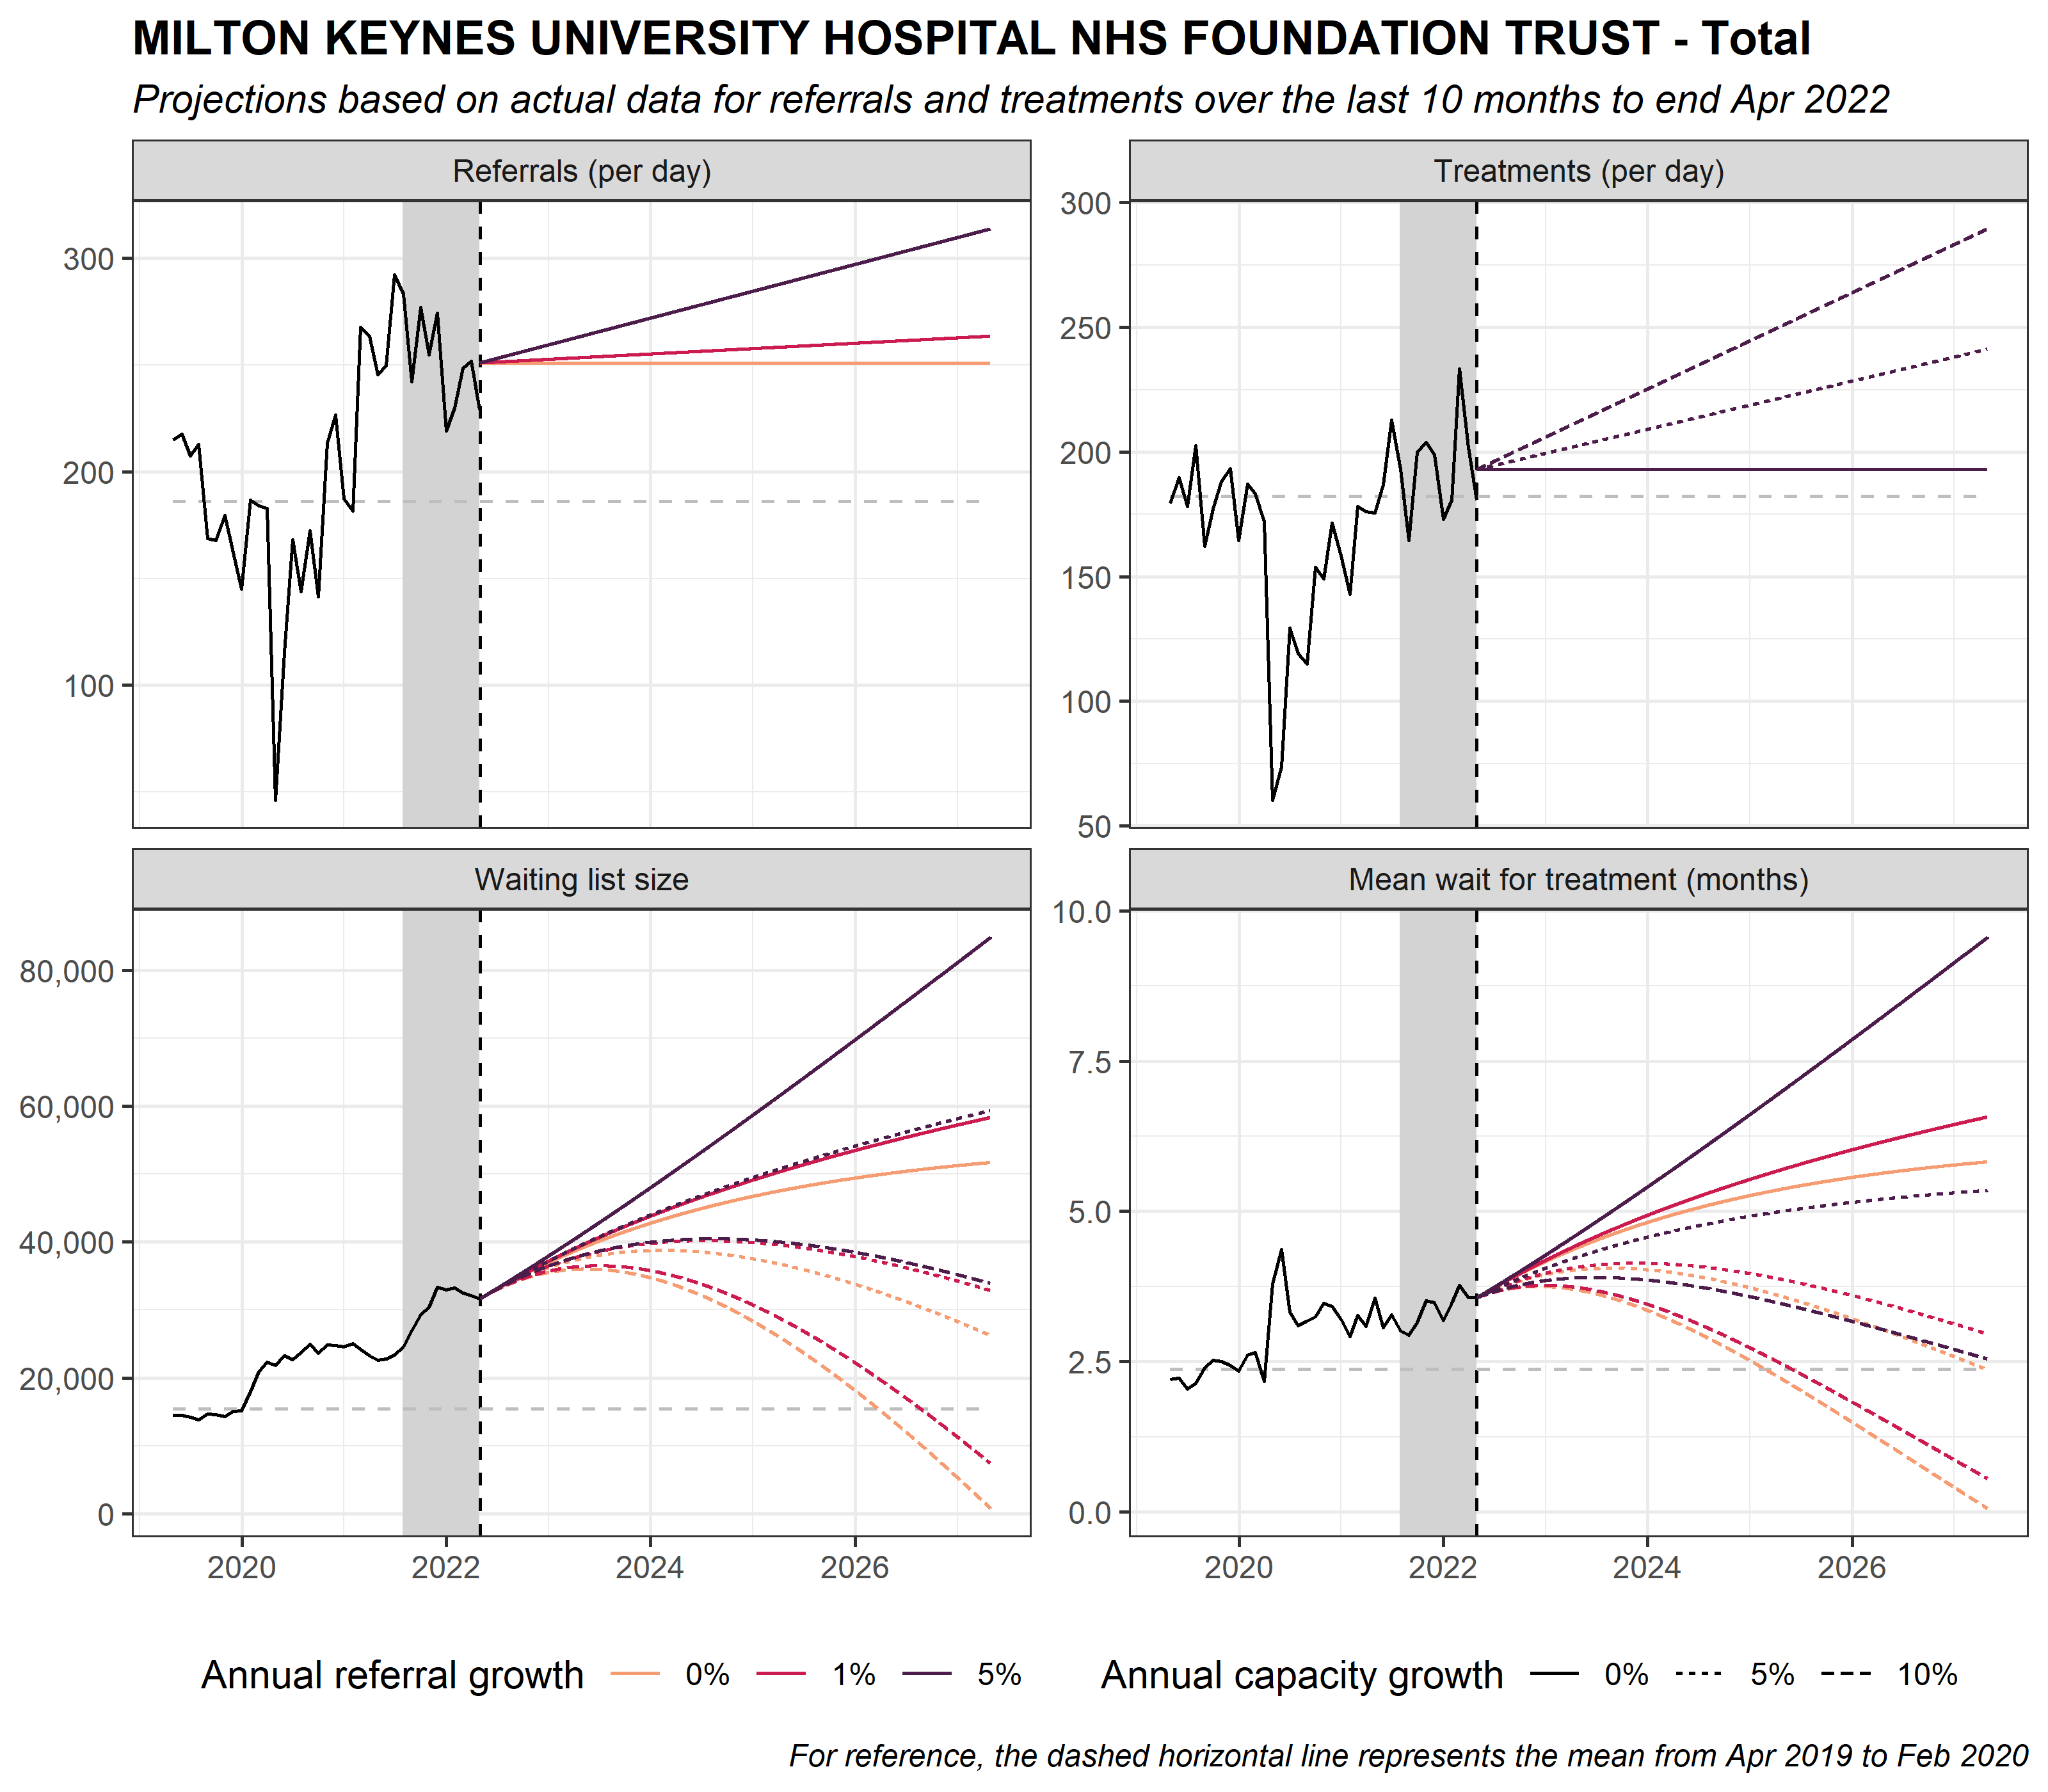 MILTON KEYNES UNIVERSITY HOSPITAL NHS FOUNDATION TRUST - Total
Projections based on actual data for referrals and treatments over the last 10 months to end Apr 2022
Referrals (per day)
300
200
100
Treatments (per day)
300
250
200
150
100
50
Waiting list size
80,000
60,000
40,000
20,000
0
2020 2022 2024 2026
Mean wait for treatment (months)
10.0
7.5
5.0
2.5
0.0
2020 2022 2024 2026
Annual referral growth 0% 1% 5%
Annual capacity growth 0% 5% 10%
For reference, the dashed horizontal line represents the mean from Apr 2019 to Feb 2020